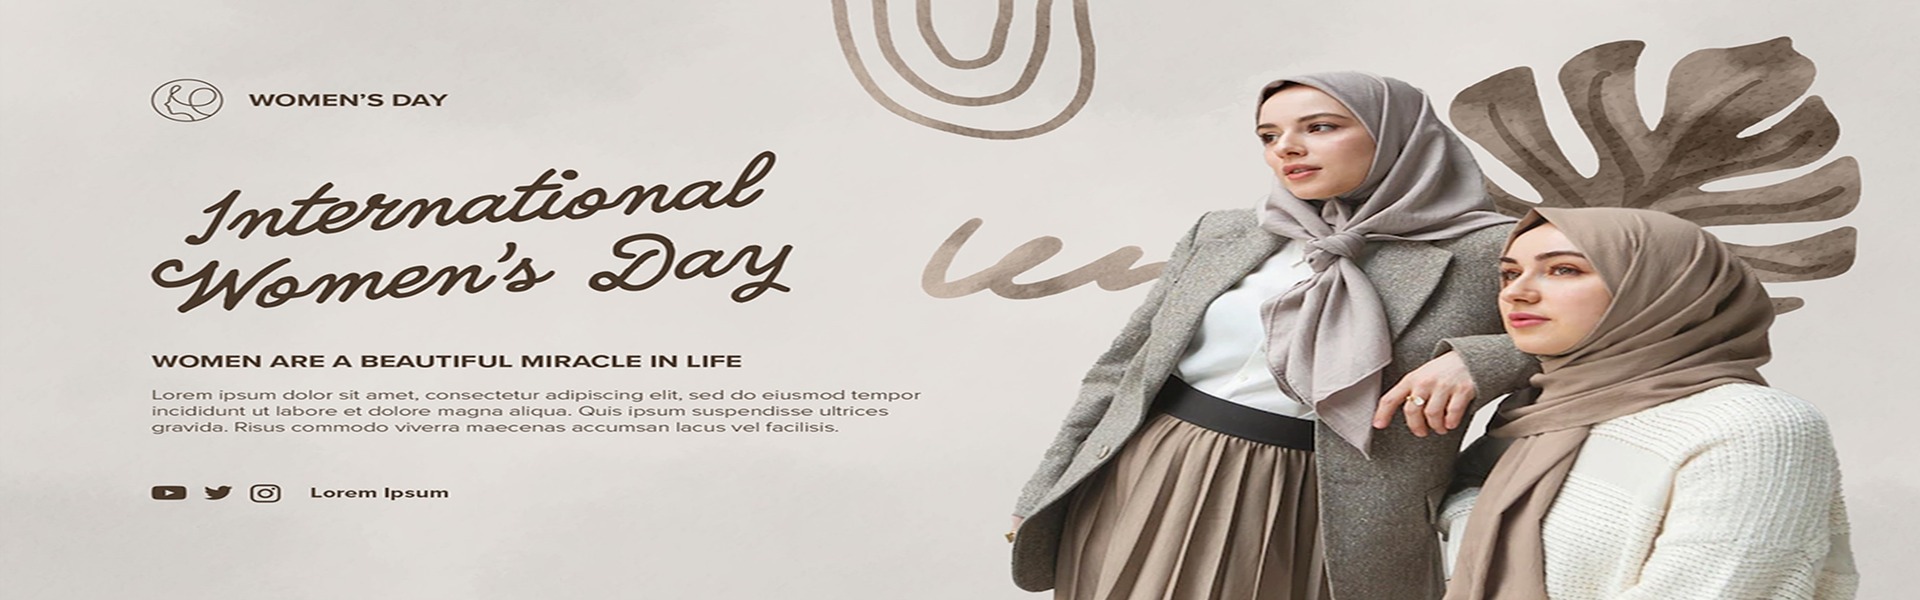 WOMEN'S DAY
International
Women's Day
WOMEN ARE A BEAUTIFUL MIRACLE IN LIFE
Lorem ipsum dolor sit amet, consectetur adipiscing elit, sed do eiusmod tempor
incididunt ut labore et dolore magna aliqua. Quis ipsum suspendisse ultrices
gravida. Risus commodo viverra maecenas accumsan lacus vel facilisis.
Lorem Ipsum